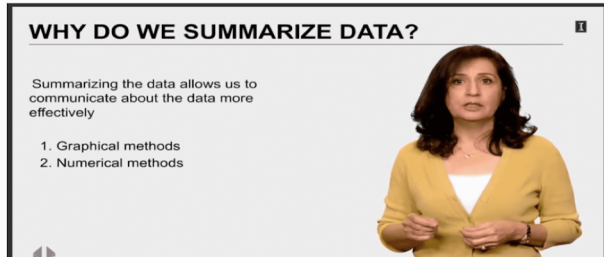 WHY DO WE SUMMARIZE DATA?
I
Summarizing the data allows us to
communicate about the data more
effectively
1. Graphical methods
2. Numerical methods